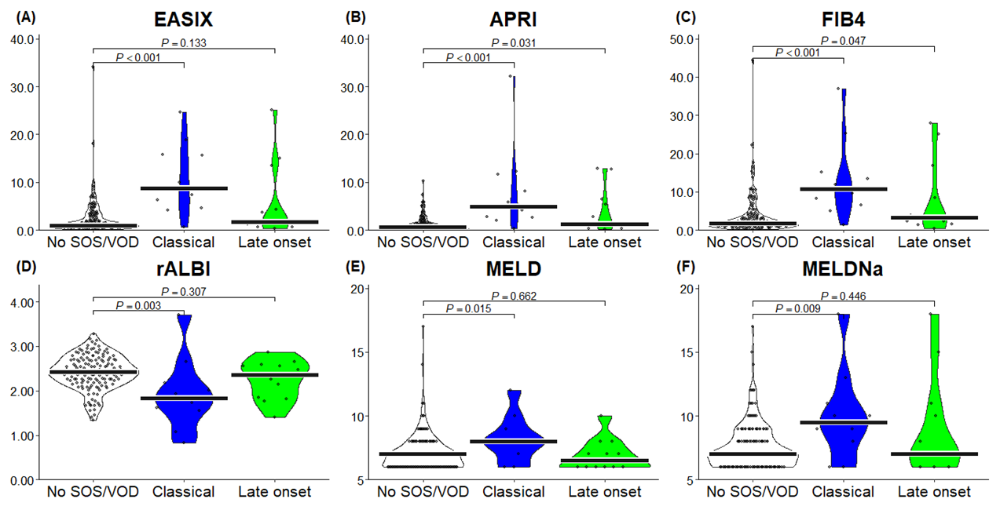 (A) EASIX
40.0
30.0
20.0
10.0
0.0
P = 0.133
P < 0.001
No SOS/VOD Classical Late onset
(B) APRI
40.0
30.0
20.0
10.0
0.0
P = 0.031
P < 0.001
No SOS/VOD Classical Late onset
(C) FIB4
50.0
40.0
30.0
20.0
10.0
0.0
P = 0.047
P < 0.001
No SOS/VOD Classical Late onset
(D) rALBI
4.00
3.00
2.00
1.00
0.00
P = 0.307
P = 0.003
No SOS/VOD Classical Late onset
(E) MELD
20
15
10
5
P = 0.662
P = 0.015
No SOS/VOD Classical Late onset
(F) MELDNa
20
15
10
5
P = 0.446
P = 0.009
No SOS/VOD Classical Late onset